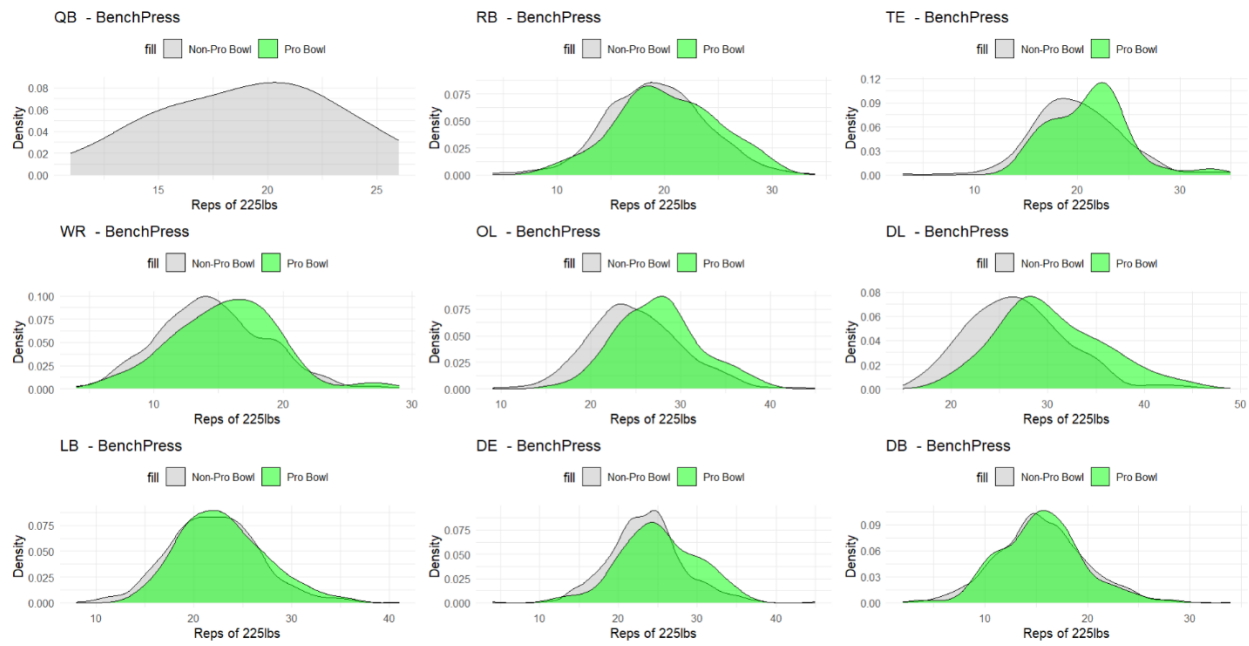 QB - BenchPress
fill Non-Pro Bowl Pro Bowl
Density
0.08
0.06
0.04
0.02
0.00
15 20 25
Reps of 225lbs
RB - BenchPress
fill Non-Pro Bowl Pro Bowl
Density
0.075
0.050
0.025
0.000
10 20 30
Reps of 225lbs
TE - BenchPress
fill Non-Pro Bowl Pro Bowl
Density
0.12
0.09
0.06
0.03
0.00
10 20 30
Reps of 225lbs
WR - BenchPress
fill Non-Pro Bowl Pro Bowl
Density
0.100
0.075
0.050
0.025
0.000
10 20 30
Reps of 225lbs
OL - BenchPress
fill Non-Pro Bowl Pro Bowl
Density
0.075
0.050
0.025
0.000
10 20 30 40
Reps of 225lbs
DL - BenchPress
fill Non-Pro Bowl Pro Bowl
Density
0.08
0.06
0.04
0.02
0.00
20 30 40 50
Reps of 225lbs
LB - BenchPress
fill Non-Pro Bowl Pro Bowl
Density
0.075
0.050
0.025
0.000
10 20 30 40
Reps of 225lbs
DE - BenchPress
fill Non-Pro Bowl Pro Bowl
Density
0.075
0.050
0.025
0.000
10 20 30 40
Reps of 225lbs
DB - BenchPress
fill Non-Pro Bowl Pro Bowl
Density
0.09
0.06
0.03
0.00
10 20 30
Reps of 225lbs